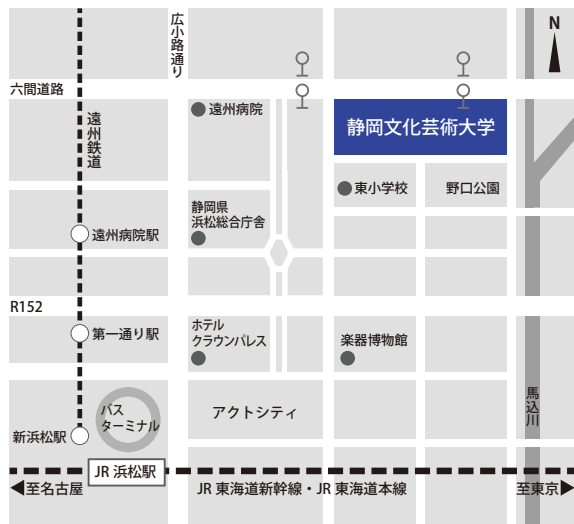 広小路通り
N
六間道路
遠州鉄道
遠州病院
静岡文化芸術大学
東小学校
野口公園
静岡県
浜松総合庁舎
遠州病院駅
R152
第一通り駅
ホテル
クラウンパレス
楽器博物館
馬込川
バス
ターミナル
アクトシティ
新浜松駅
JR 浜松駅
◀至名古屋
JR 東海道新幹線・JR 東海道本線
至東京▶